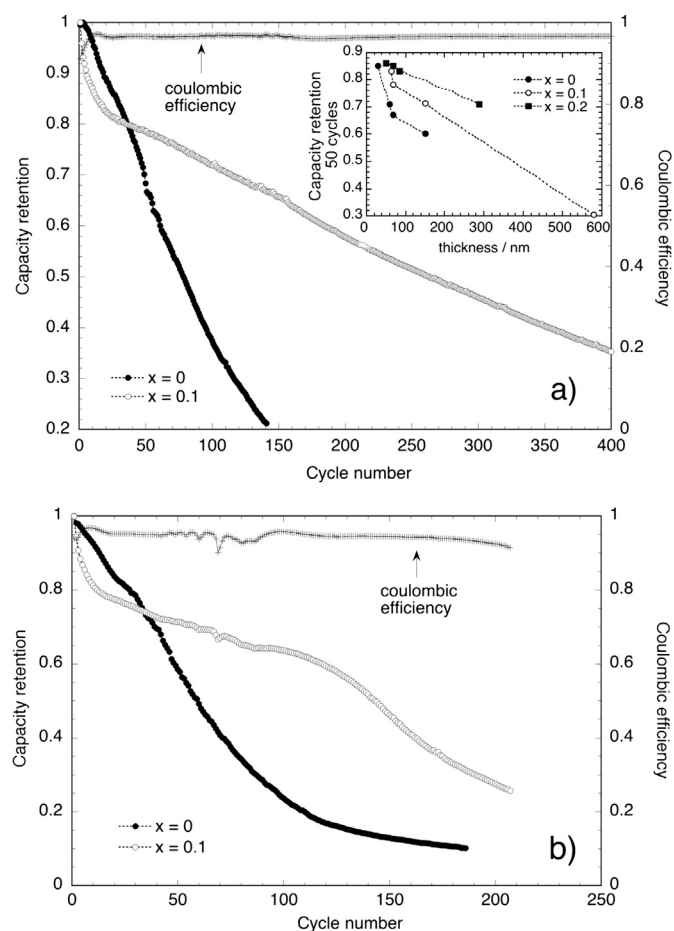 1
0.9
0.8
0.7
0.6
0.5
0.4
0.3
0.2
Capacity retention
0 50 100 150 200 250 300 350 400
Cycle number
1
0.8
0.6
0.4
0.2
0
Coulombic efficiency
coulombic
efficiency
x = 0
x = 0.1
a)
0.9
0.8
0.7
0.6
0.5
0.4
0.3
Capacity retention
50 cycles
0 100 200 300 400 500 600
thickness / nm
x = 0
x = 0.1
x = 0.2
1
0.8
0.6
0.4
0.2
0
Capacity retention
0 50 100 150 200 250
Cycle number
1
0.8
0.6
0.4
0.2
0
Coulombic efficiency
coulombic
efficiency
x = 0
x = 0.1
b)